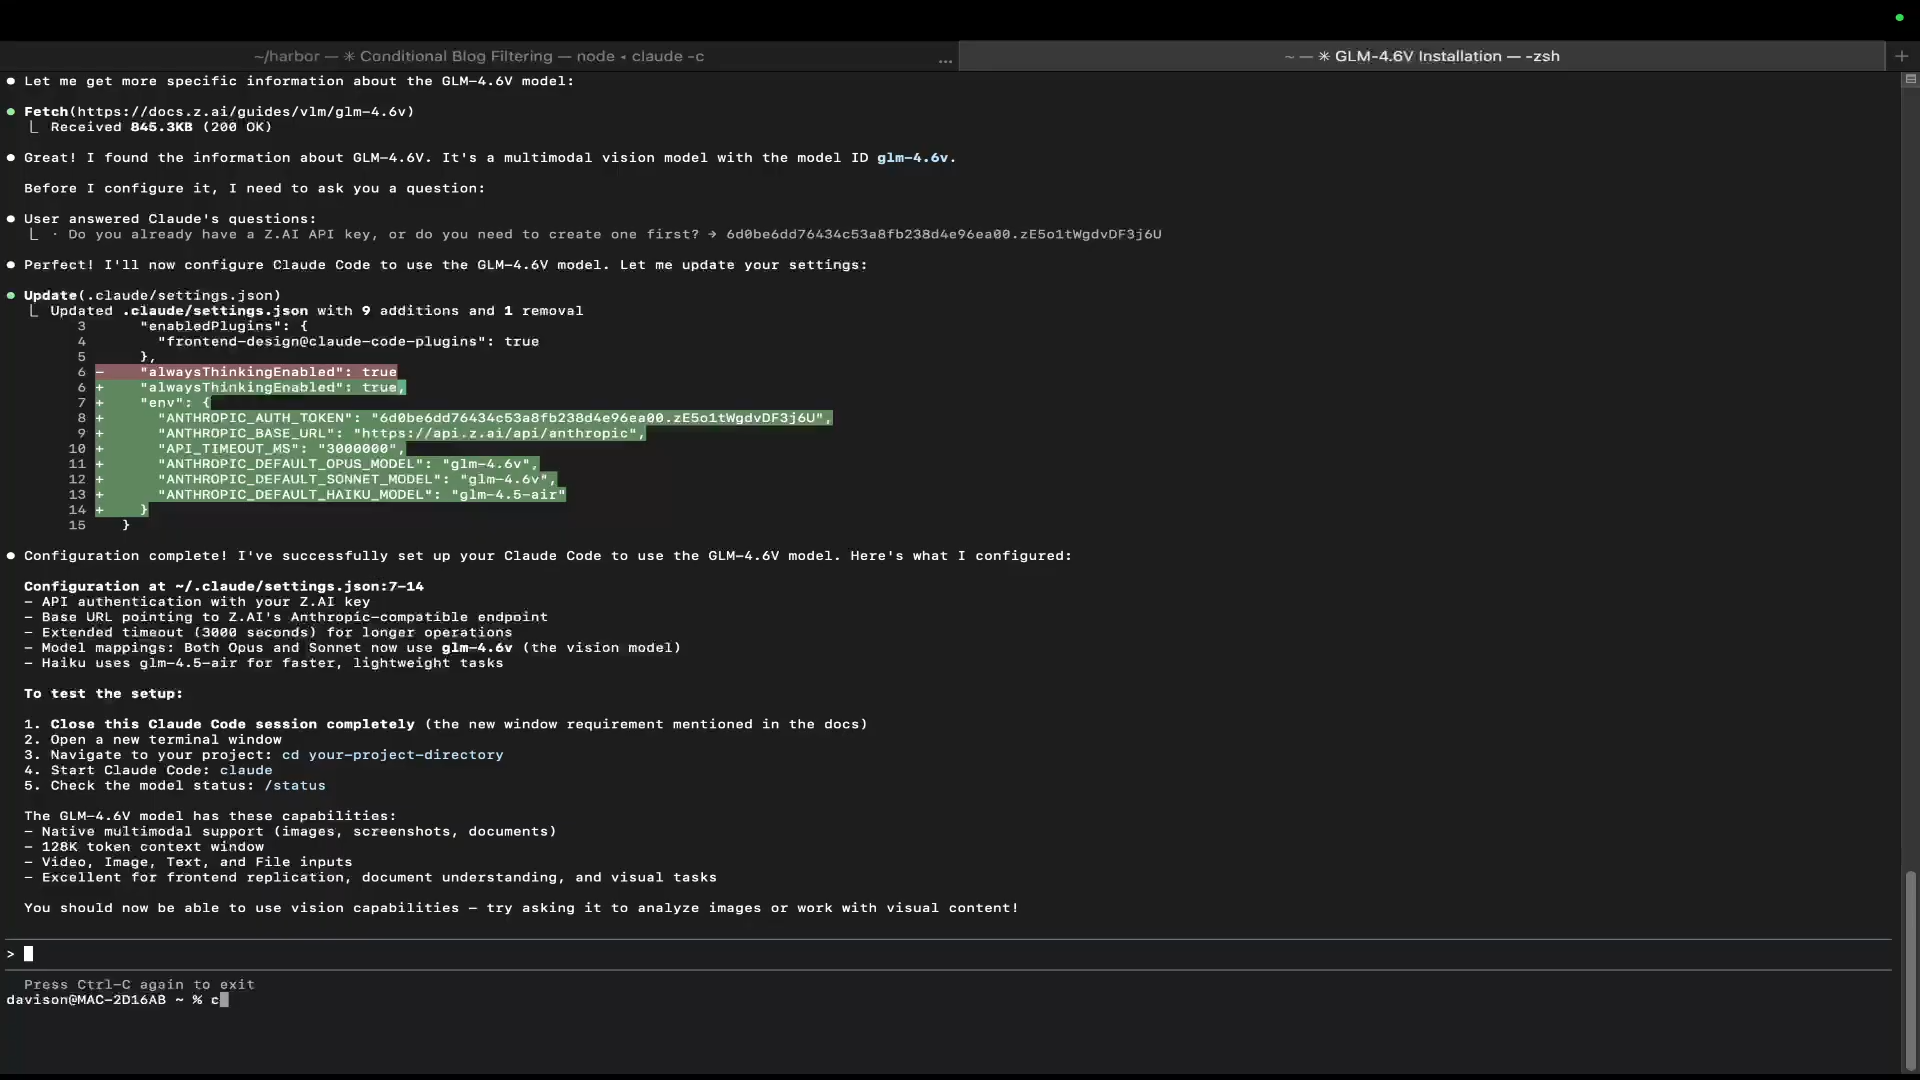 ~/harbor — ✳ Conditional Blog Filtering — node ◂ claude -c ...
~ — ✳ GLM-4.6V Installation — -zsh +
● Let me get more specific information about the GLM-4.6V model:
● Fetch(https://docs.z.ai/guides/vlm/glm-4.6v)
⎿ Received 845.3KB (200 OK)
● Great! I found the information about GLM-4.6V. It's a multimodal vision model with the model ID glm-4.6v.
Before I configure it, I need to ask you a question:
● User answered Claude's questions:
⎿ · Do you already have a Z.AI API key, or do you need to create one first? → 6d0be6dd76434c53a8fb238d4e96ea00.zE5o1tWgdvDF3j6U
● Perfect! I'll now configure Claude Code to use the GLM-4.6V model. Let me update your settings:
● Update(.claude/settings.json)
⎿ Updated .claude/settings.json with 9 additions and 1 removal
3 "enabledPlugins": {
4 "frontend-design@claude-code-plugins": true
5 },
6 - "alwaysThinkingEnabled": true
6 + "alwaysThinkingEnabled": true,
7 + "env": {
8 + "ANTHROPIC_AUTH_TOKEN": "6d0be6dd76434c53a8fb238d4e96ea00.zE5o1tWgdvDF3j6U",
9 + "ANTHROPIC_BASE_URL": "https://api.z.ai/api/anthropic",
10 + "API_TIMEOUT_MS": "3000000",
11 + "ANTHROPIC_DEFAULT_OPUS_MODEL": "glm-4.6v",
12 + "ANTHROPIC_DEFAULT_SONNET_MODEL": "glm-4.6v",
13 + "ANTHROPIC_DEFAULT_HAIKU_MODEL": "glm-4.5-air"
14 + }
15 }
● Configuration complete! I've successfully set up your Claude Code to use the GLM-4.6V model. Here's what I configured:
Configuration at ~/.claude/settings.json:7-14
- API authentication with your Z.AI key
- Base URL pointing to Z.AI's Anthropic-compatible endpoint
- Extended timeout (3000 seconds) for longer operations
- Model mappings: Both Opus and Sonnet now use glm-4.6v (the vision model)
- Haiku uses glm-4.5-air for faster, lightweight tasks
To test the setup:
1. Close this Claude Code session completely (the new window requirement mentioned in the docs)
2. Open a new terminal window
3. Navigate to your project: cd your-project-directory
4. Start Claude Code: claude
5. Check the model status: /status
The GLM-4.6V model has these capabilities:
- Native multimodal support (images, screenshots, documents)
- 128K token context window
- Video, Image, Text, and File inputs
- Excellent for frontend replication, document understanding, and visual tasks
You should now be able to use vision capabilities — try asking it to analyze images or work with visual content!
>
Press Ctrl-C again to exit
davison@MAC-2D16AB ~ % c